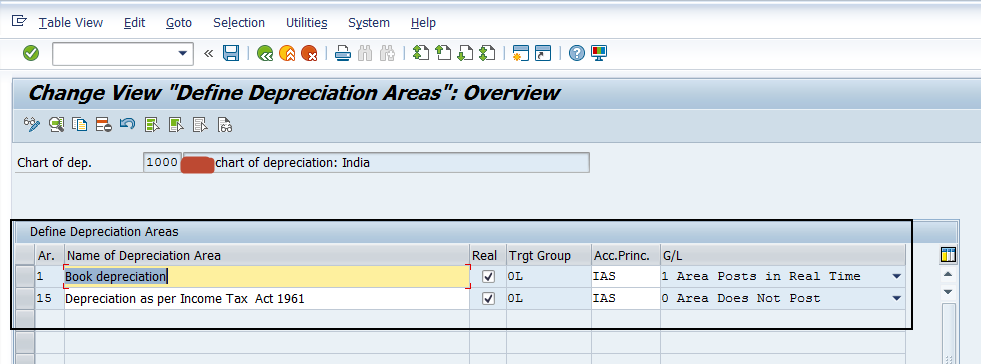 Table View Edit Goto Selection Utilities System Help
«
Change View "Define Depreciation Areas": Overview
Chart of dep. 1000 chart of depreciation: India
Define Depreciation Areas
Ar. Name of Depreciation Area Real Trgt Group Acc.Princ. G/L
1 Book depreciation 0L IAS 1 Area Posts in Real Time
15 Depreciation as per Income Tax Act 1961 0L IAS 0 Area Does Not Post